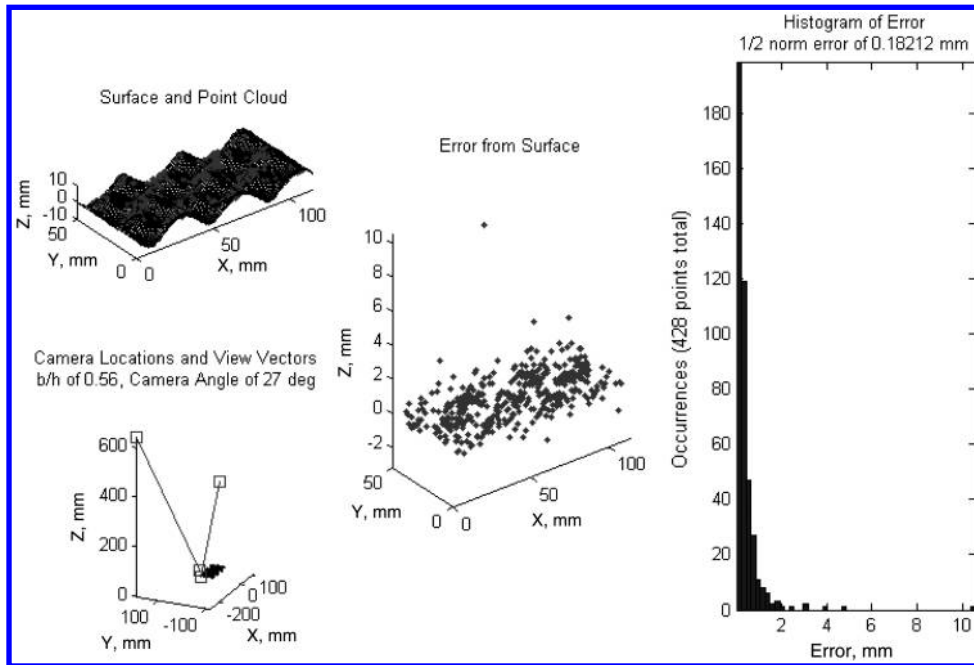 Surface and Point Cloud
10
0
-10
50
0
0
50
100
Z, mm
Y, mm
X, mm
Camera Locations and View Vectors
b/h of 0.56, Camera Angle of 27 deg
600
400
200
0
100
-100
-200
0
100
Z, mm
Y, mm
X, mm
Error from Surface
10
8
6
4
2
0
-2
50
0
0
50
100
Z, mm
Y, mm
X, mm
Histogram of Error
1/2 norm error of 0.18212 mm
180
160
140
120
100
80
60
40
20
0
2
4
6
8
10
Occurrences (428 points total)
Error, mm